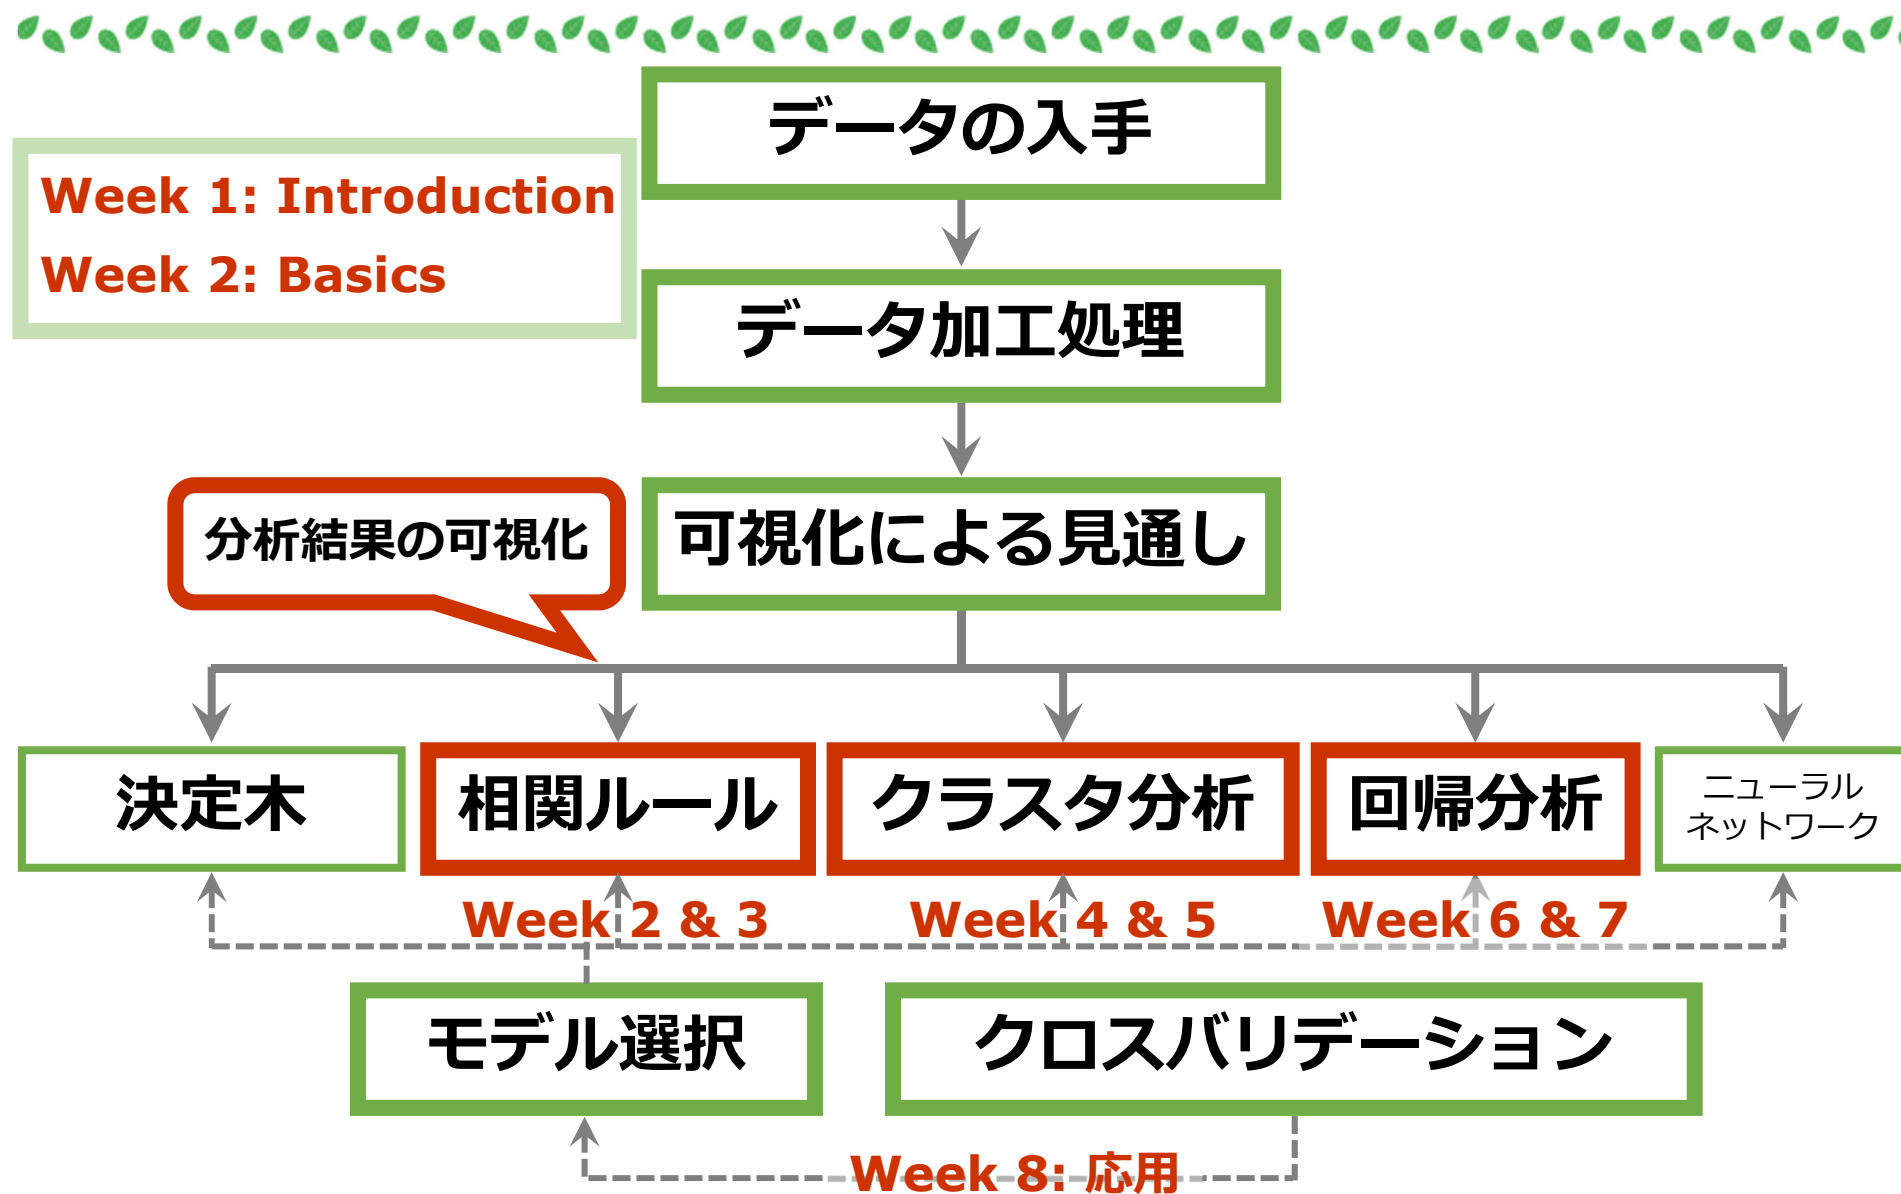 データの入手
Week 1: Introduction
Week 2: Basics
データ加工処理
分析結果の可視化
可視化による見通し
決定木
相関ルール
クラスタ分析
回帰分析
ニューラル
ネットワーク
Week 2 & 3
Week 4 & 5
Week 6 & 7
モデル選択
クロスバリデーション
Week 8: 応用